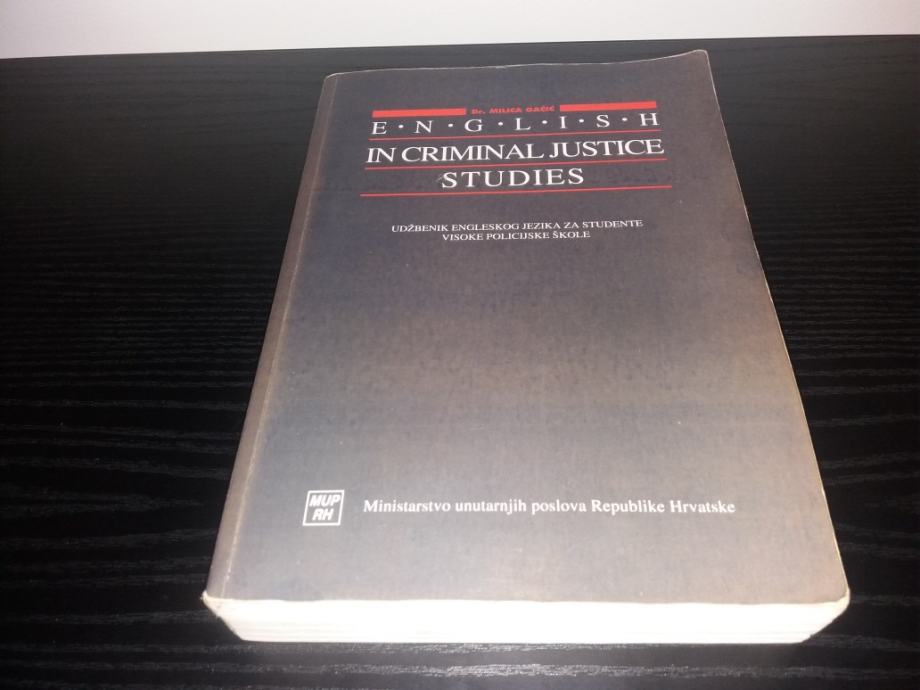 Dr. MILICA GAČIĆ
E·N·G·L·I·S·H
IN CRIMINAL JUSTICE
STUDIES
UDŽBENIK ENGLESKOG JEZIKA ZA STUDENTE
VISOKE POLICIJSKE ŠKOLE
MUP
RH
Ministarstvo unutarnjih poslova Republike Hrvatske